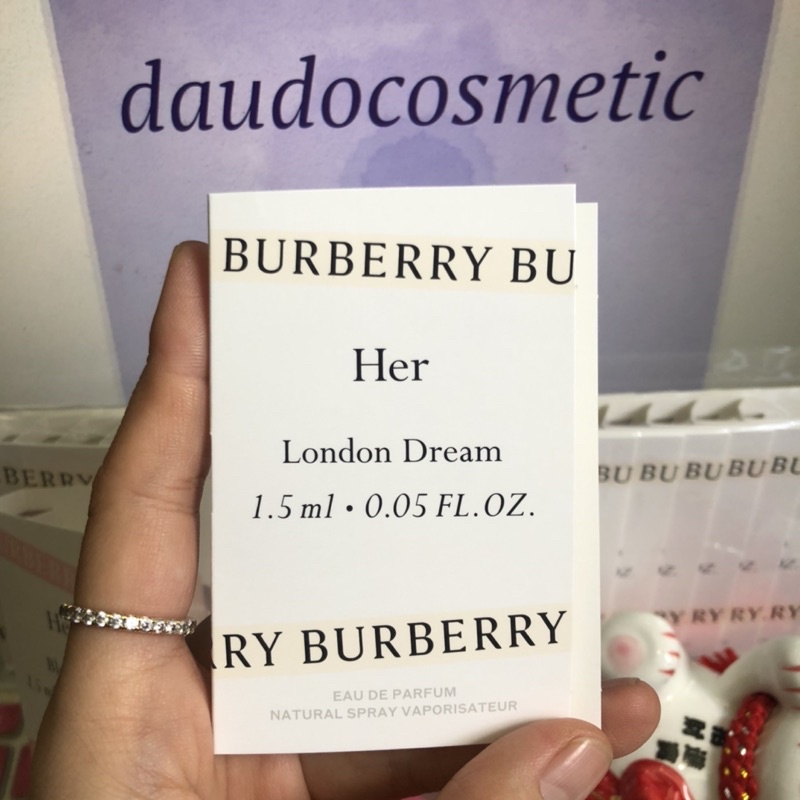 daudocosmetic
BURBERRY BU
Her
London Dream
1.5 ml • 0.05 FL.OZ.
RY BURBERRY
EAU DE PARFUM
NATURAL SPRAY VAPORISATEUR
BERRY
BU BU BU BU BU
RY RY RY RY